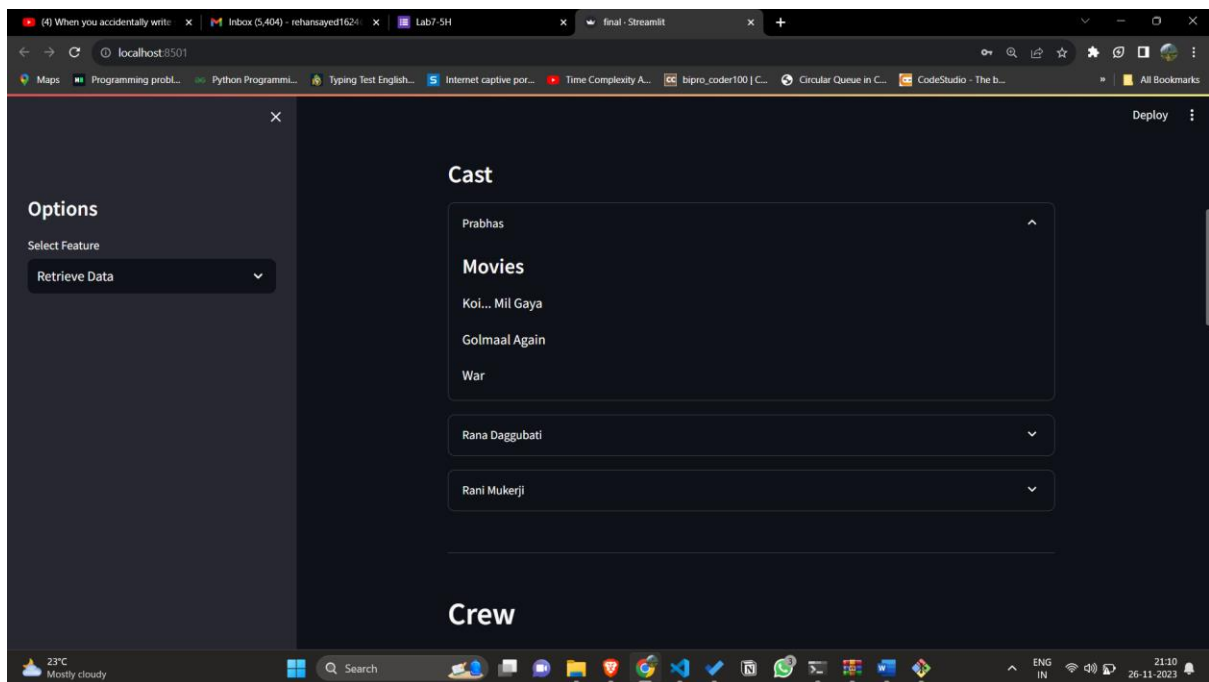 (4) When you accidentally write
Inbox (5,404) - rehansayed1624
Lab7-5H
final · Streamlit
localhost:8501
Maps
Programming probl...
Python Programmi...
Typing Test English...
Internet captive por...
Time Complexity A...
bipro_coder100 | C...
Circular Queue in C...
CodeStudio - The b...
»
All Bookmarks
Deploy
Options
Select Feature
Retrieve Data
Cast
Prabhas
Movies
Koi... Mil Gaya
Golmaal Again
War
Rana Daggubati
Rani Mukerji
Crew
23°C
Mostly cloudy
Search
ENG
IN
21:10
26-11-2023